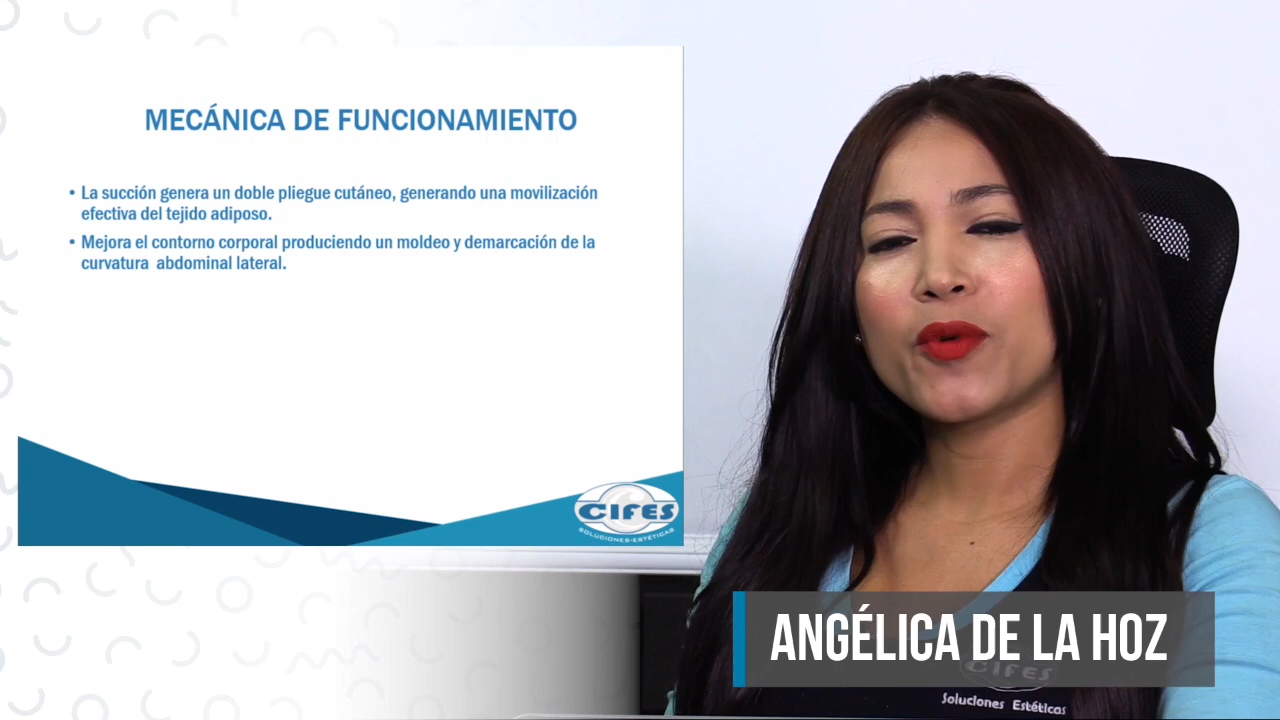 MECÁNICA DE FUNCIONAMIENTO
• La succión genera un doble pliegue cutáneo, generando una movilización
efectiva del tejido adiposo.
• Mejora el contorno corporal produciendo un moldeo y demarcación de la
curvatura abdominal lateral.
CIFES
SOLUCIONES-ESTÉTICAS
ANGÉLICA DE LA HOZ
CIFES
Soluciones Estéticas